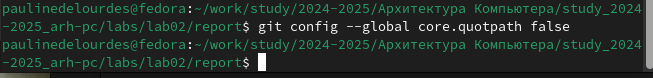 paulinedelourdes@fedora:~/work/study/2024-2025/Архитектура Компьютера/study_2024
-2025_arh-pc/labs/lab02/report$ git config --global core.quotpath false
paulinedelourdes@fedora:~/work/study/2024-2025/Архитектура Компьютера/study_2024
-2025_arh-pc/labs/lab02/report$